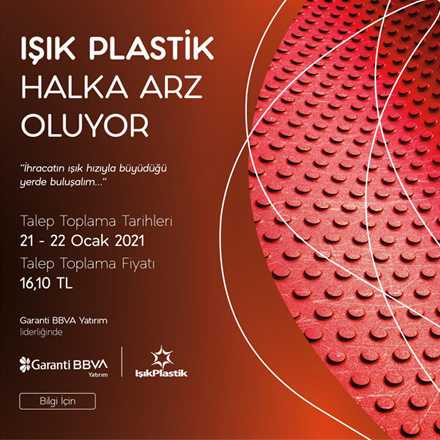 IŞIK PLASTİK
HALKA ARZ
OLUYOR
“İhracatın ışık hızıyla büyüdüğü
yerde buluşalım...”
Talep Toplama Tarihleri
21 - 22 Ocak 2021
Talep Toplama Fiyatı
16,10 TL
Garanti BBVA Yatırım
liderliğinde
Garanti BBVA
Yatırım
IşıkPlastik
Bilgi İçin